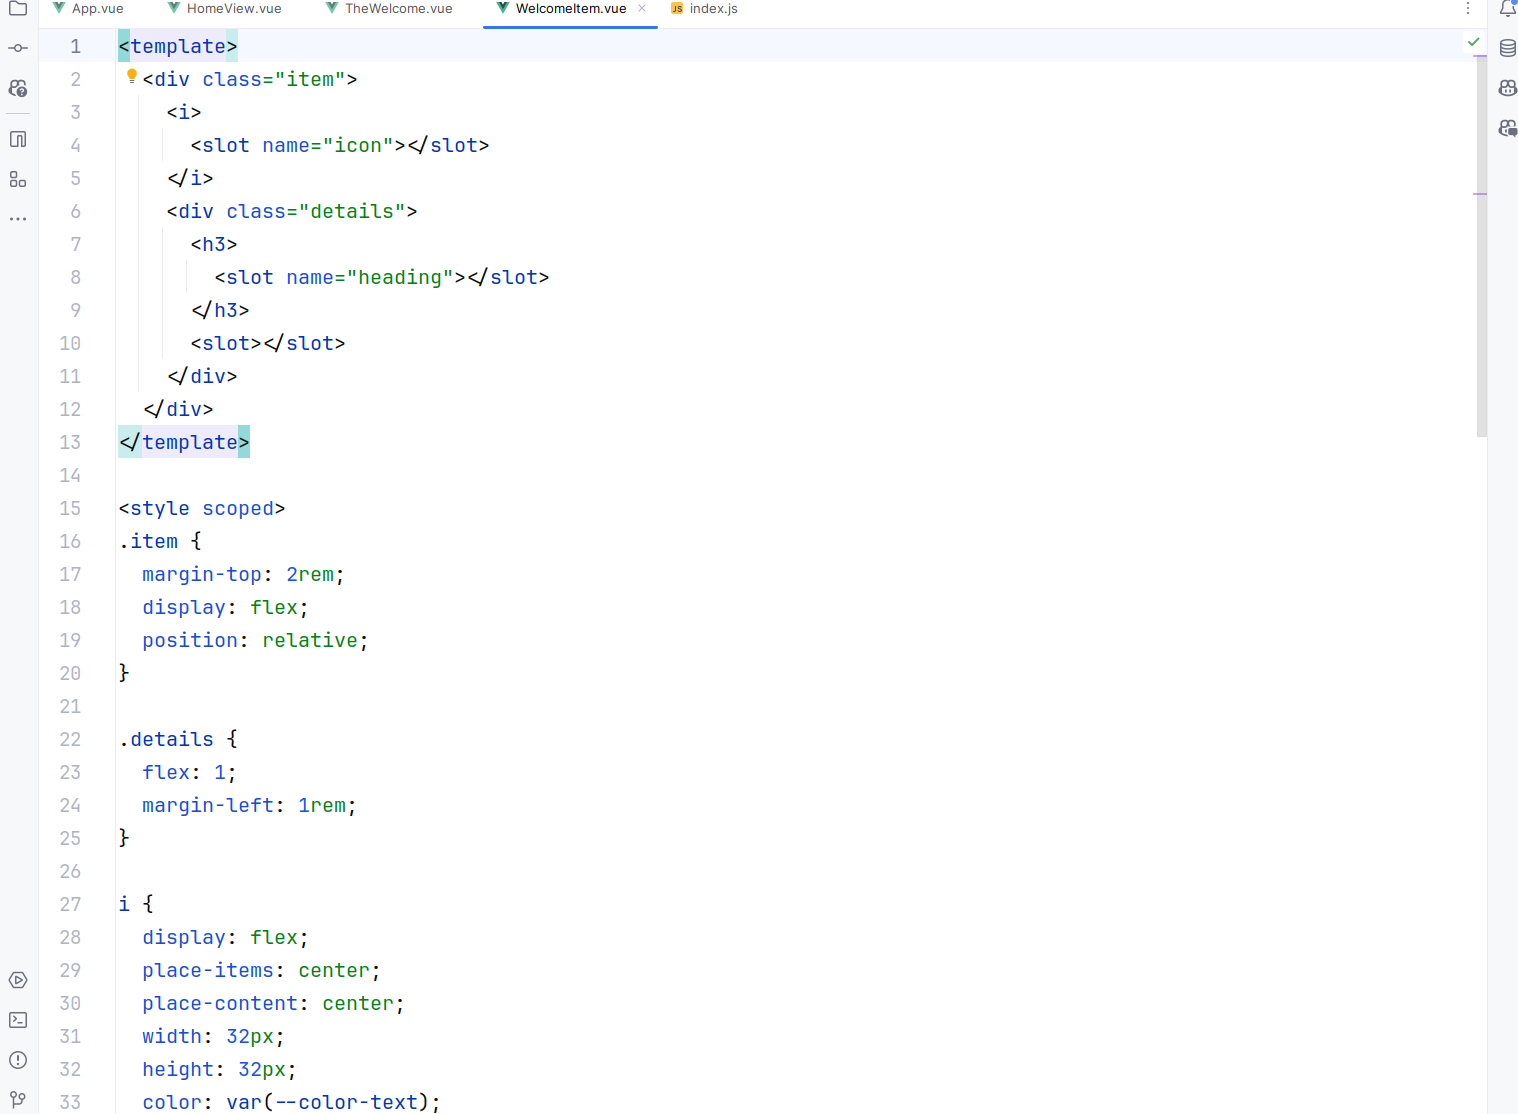 App.vue HomeView.vue TheWelcome.vue WelcomeItem.vue JS index.js
1 <template>
2 <div class="item">
3 <i>
4 <slot name="icon"></slot>
5 </i>
6 <div class="details">
7 <h3>
8 <slot name="heading"></slot>
9 </h3>
10 <slot></slot>
11 </div>
12 </div>
13 </template>
14
15 <style scoped>
16 .item {
17 margin-top: 2rem;
18 display: flex;
19 position: relative;
20 }
21
22 .details {
23 flex: 1;
24 margin-left: 1rem;
25 }
26
27 i {
28 display: flex;
29 place-items: center;
30 place-content: center;
31 width: 32px;
32 height: 32px;
33 color: var(--color-text);